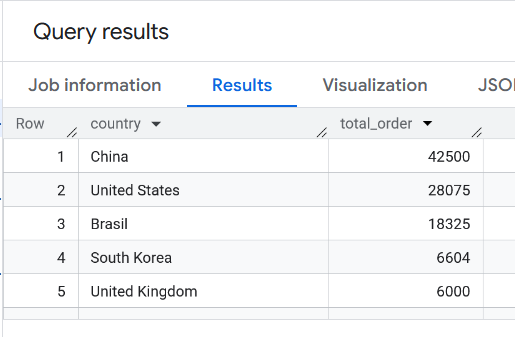 Query results
Job information Results Visualization JSO
Row country total_order
1 China 42500
2 United States 28075
3 Brasil 18325
4 South Korea 6604
5 United Kingdom 6000